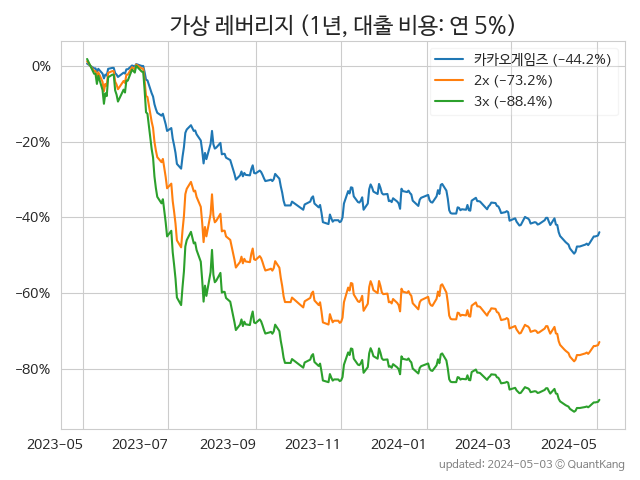 가상 레버리지 (1년, 대출 비용: 연 5%)
카카오게임즈 (−44.2%)
2x (−73.2%)
3x (−88.4%)
0%
−20%
−40%
−60%
−80%
2023-05 2023-07 2023-09 2023-11 2024-01 2024-03 2024-05
updated: 2024-05-03 © QuantKang